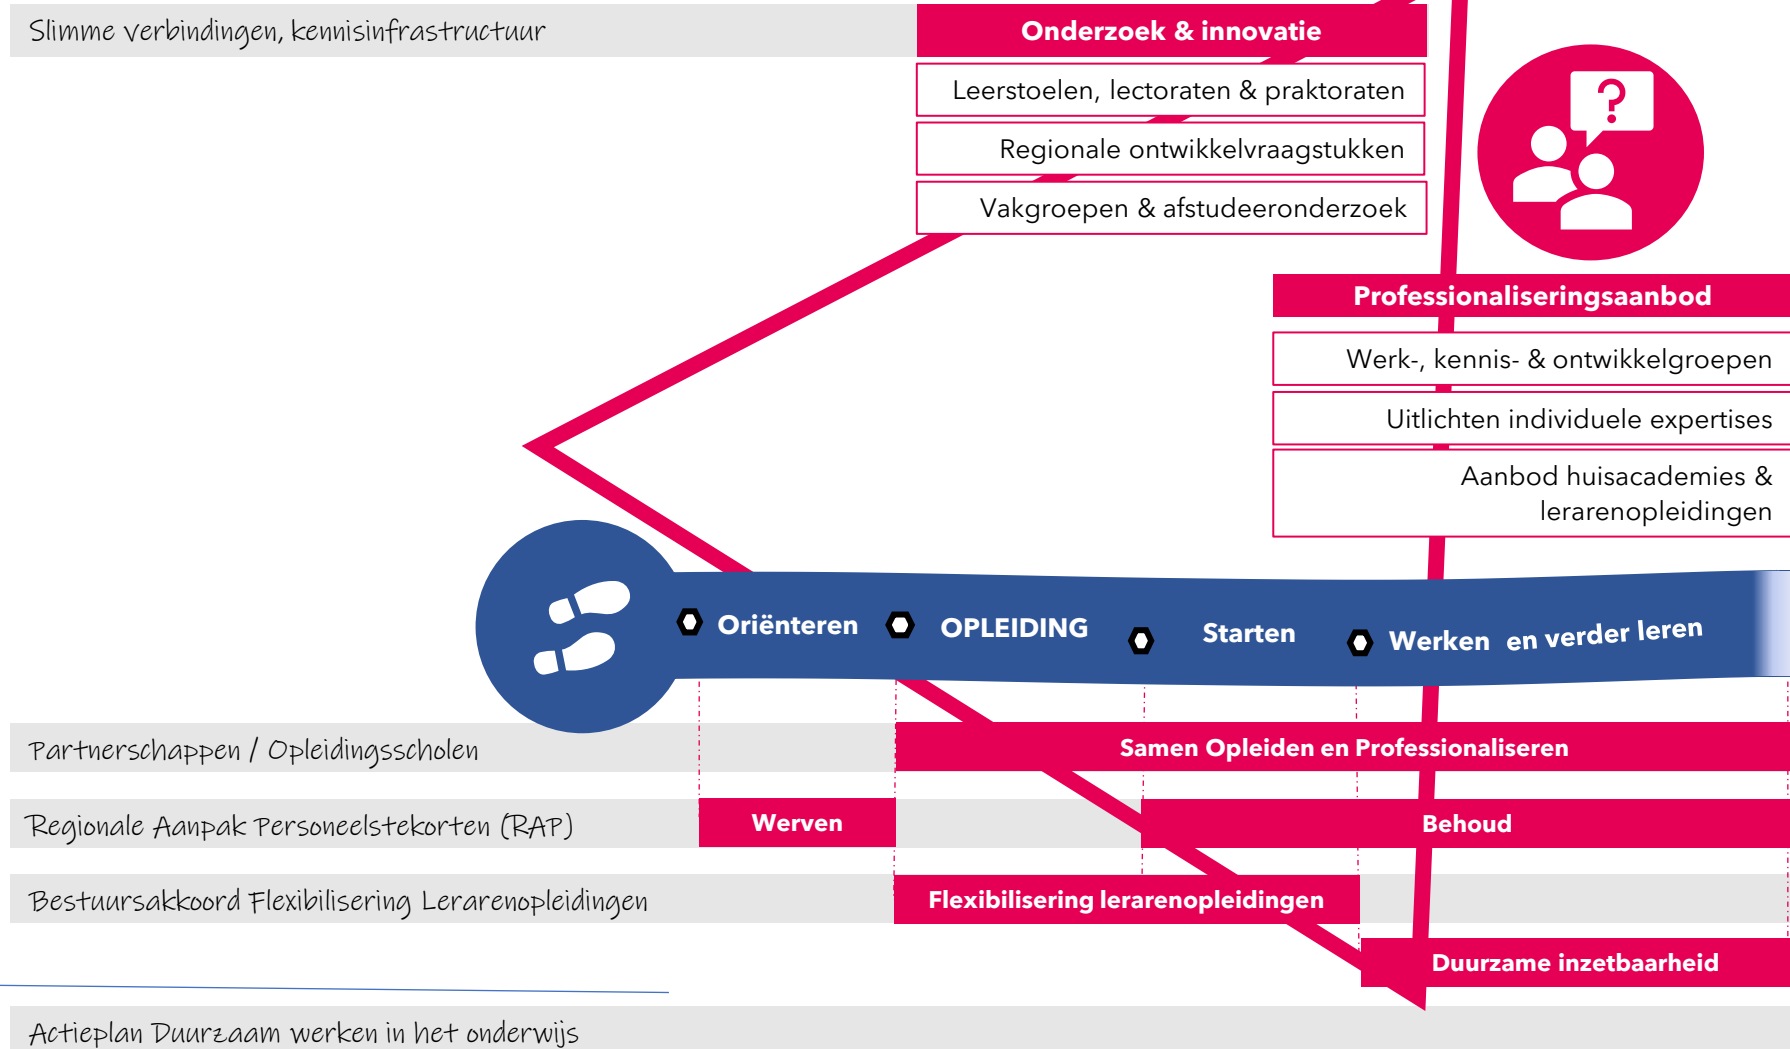 Slimme verbindingen, kennisinfrastructuur
Onderzoek & innovatie
Leerstoelen, lectoraten & praktoraten
Regionale ontwikkelvraagstukken
Vakgroepen & afstudeeronderzoek
?
Professionaliseringsaanbod
Werk-, kennis- & ontwikkelgroepen
Uitlichten individuele expertises
Aanbod huisacademies &
lerarenopleidingen
Oriënteren
OPLEIDING
Starten
Werken en verder leren
Partnerschappen / Opleidingsscholen
Samen Opleiden en Professionaliseren
Regionale Aanpak Personeelstekorten (RAP)
Werven
Behoud
Bestuursakkoord Flexibilisering Lerarenopleidingen
Flexibilisering lerarenopleidingen
Duurzame inzetbaarheid
Actieplan Duurzaam werken in het onderwijs